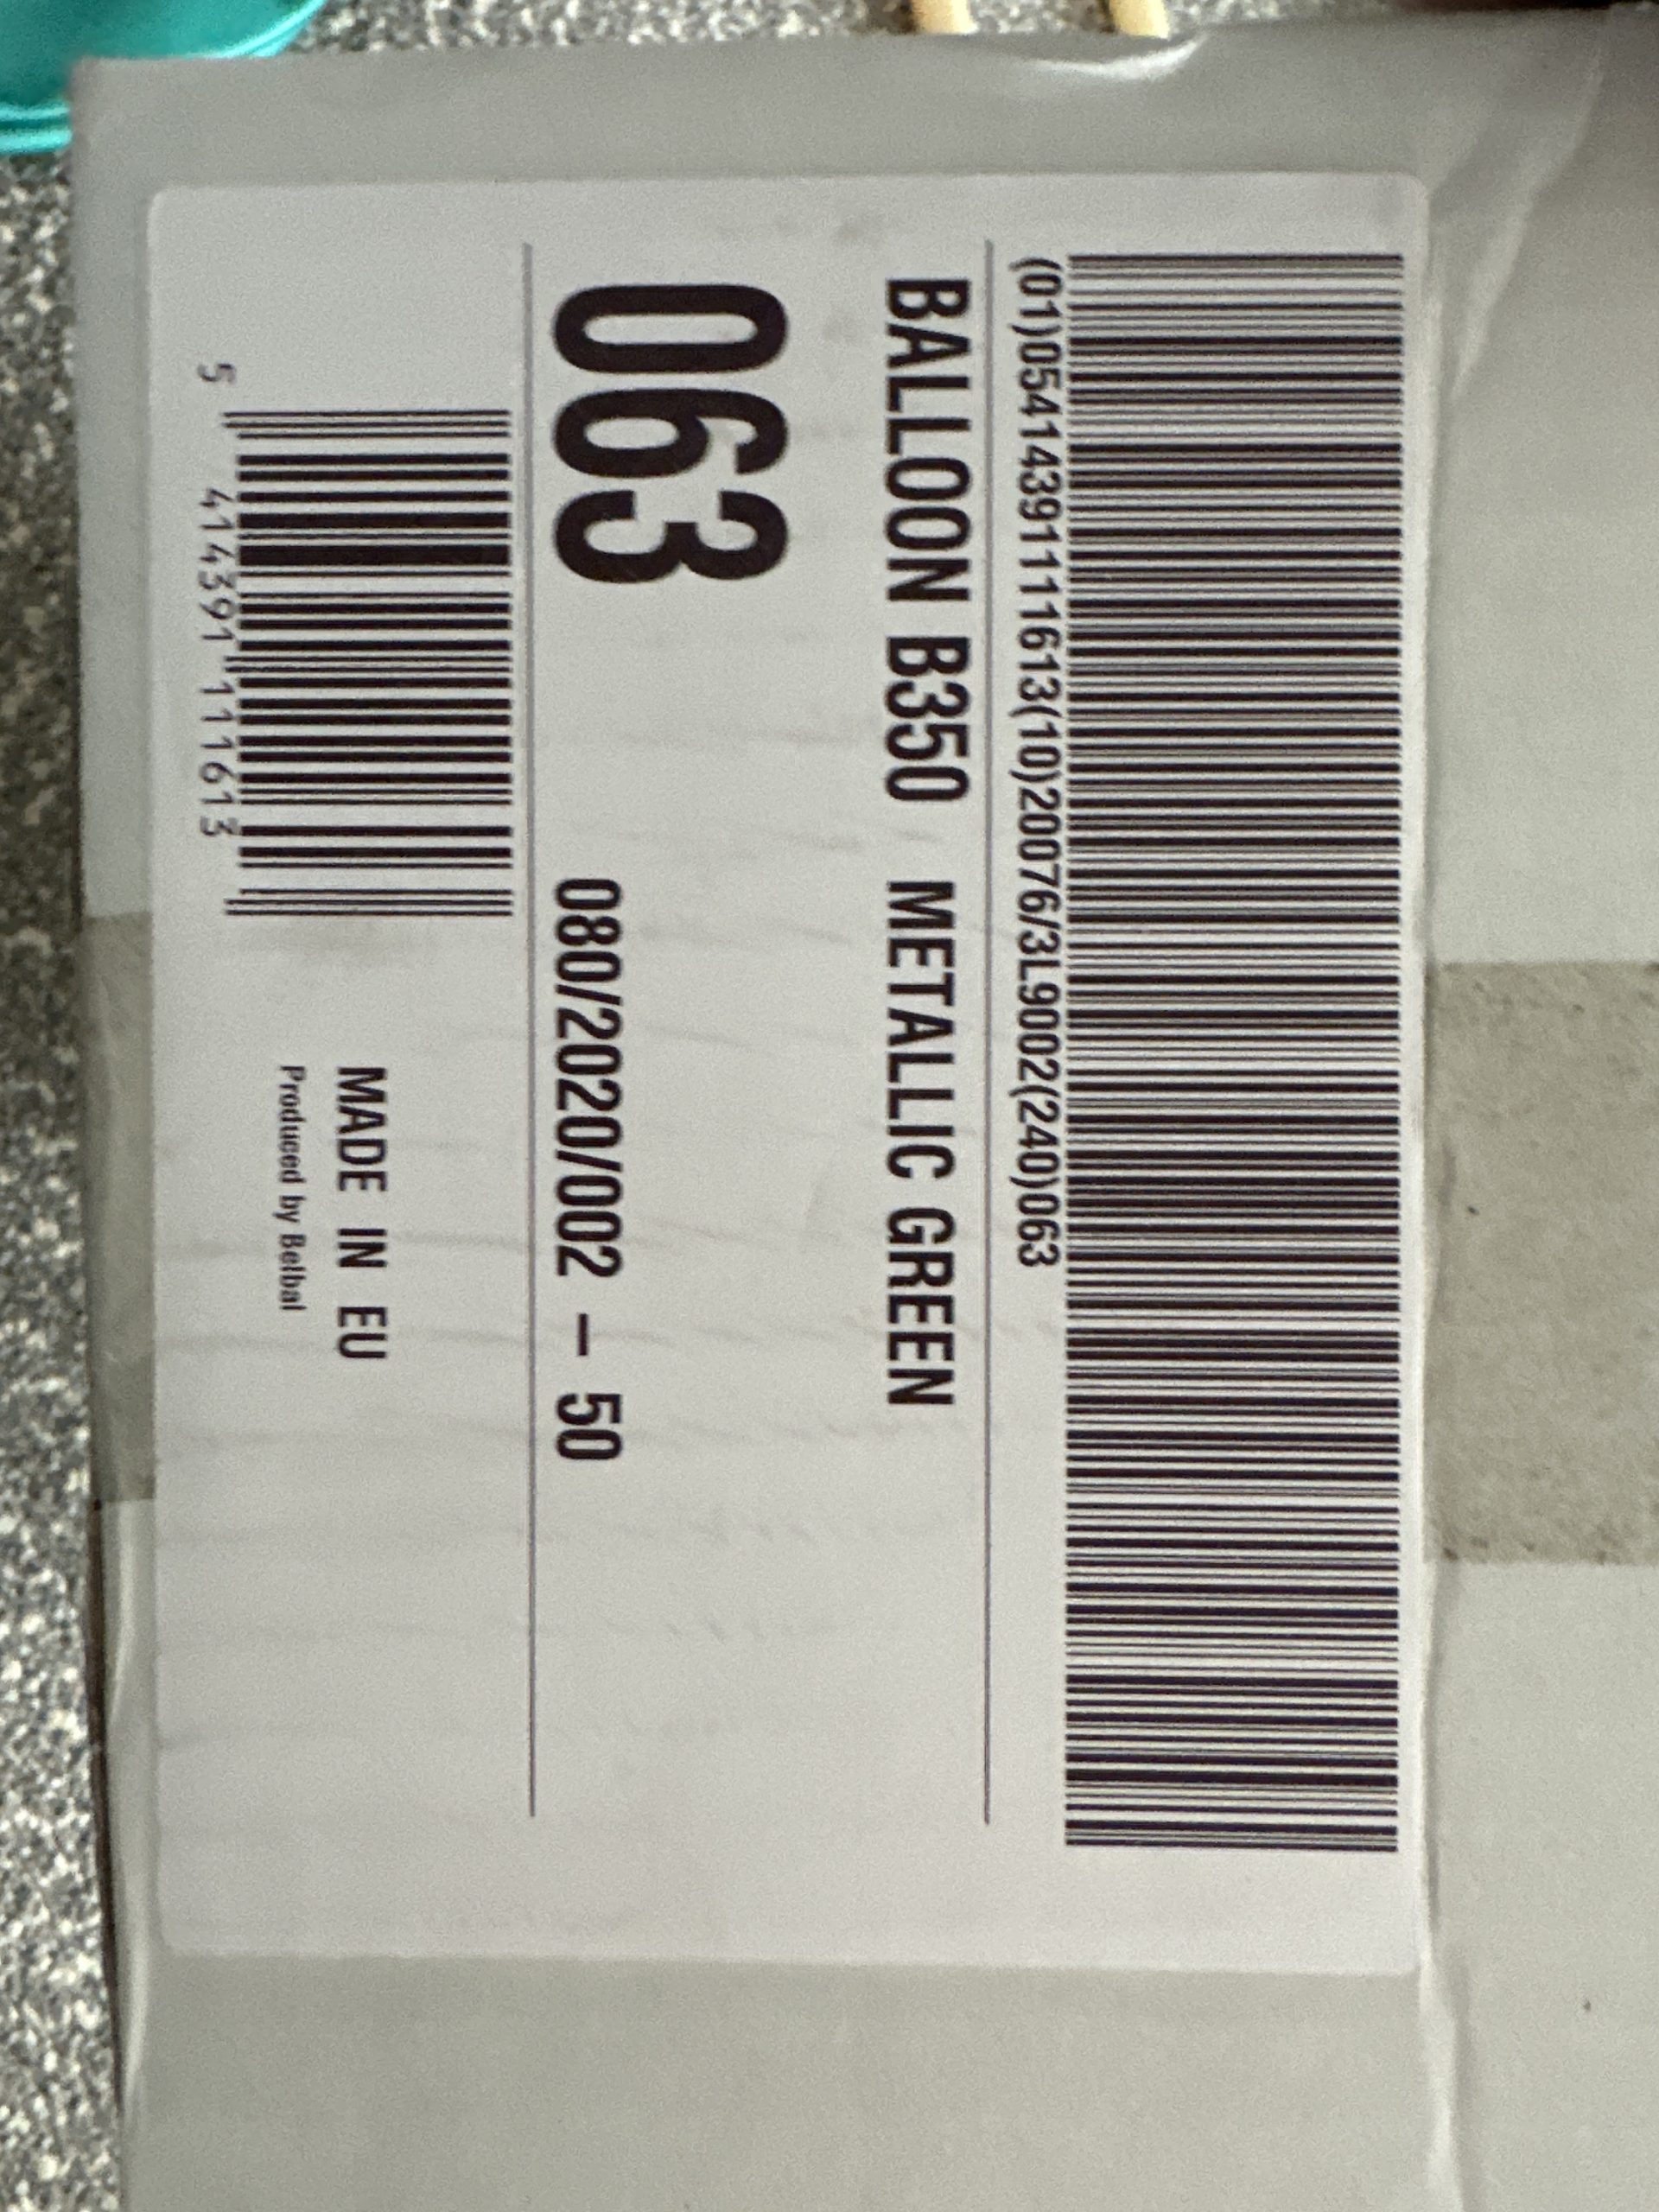 (01)05414391111613(10)20076/3L9002(240)063
BALLOON B350 METALLIC GREEN
063
080/2020/002 - 50
5 414391 111613
MADE IN EU
Produced by Belbal